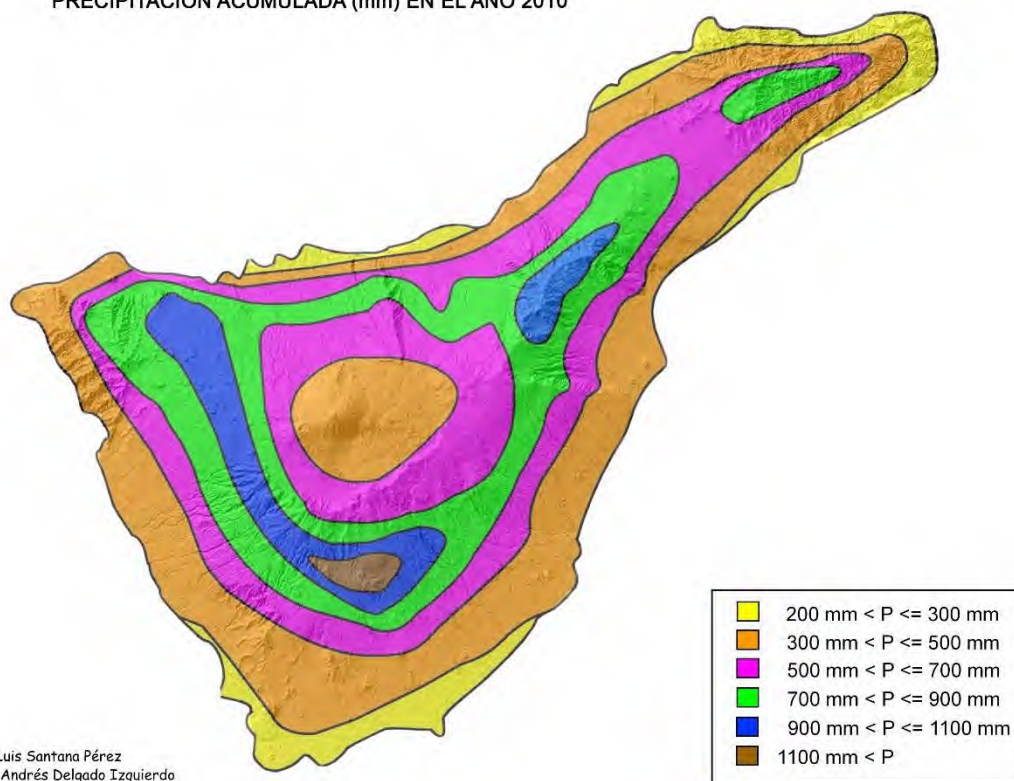 PRECIPITACIÓN ACUMULADA (mm) EN EL AÑO 2010
200 mm < P <= 300 mm
300 mm < P <= 500 mm
500 mm < P <= 700 mm
700 mm < P <= 900 mm
900 mm < P <= 1100 mm
1100 mm < P
Luis Santana Pérez
Andrés Delgado Izquierdo